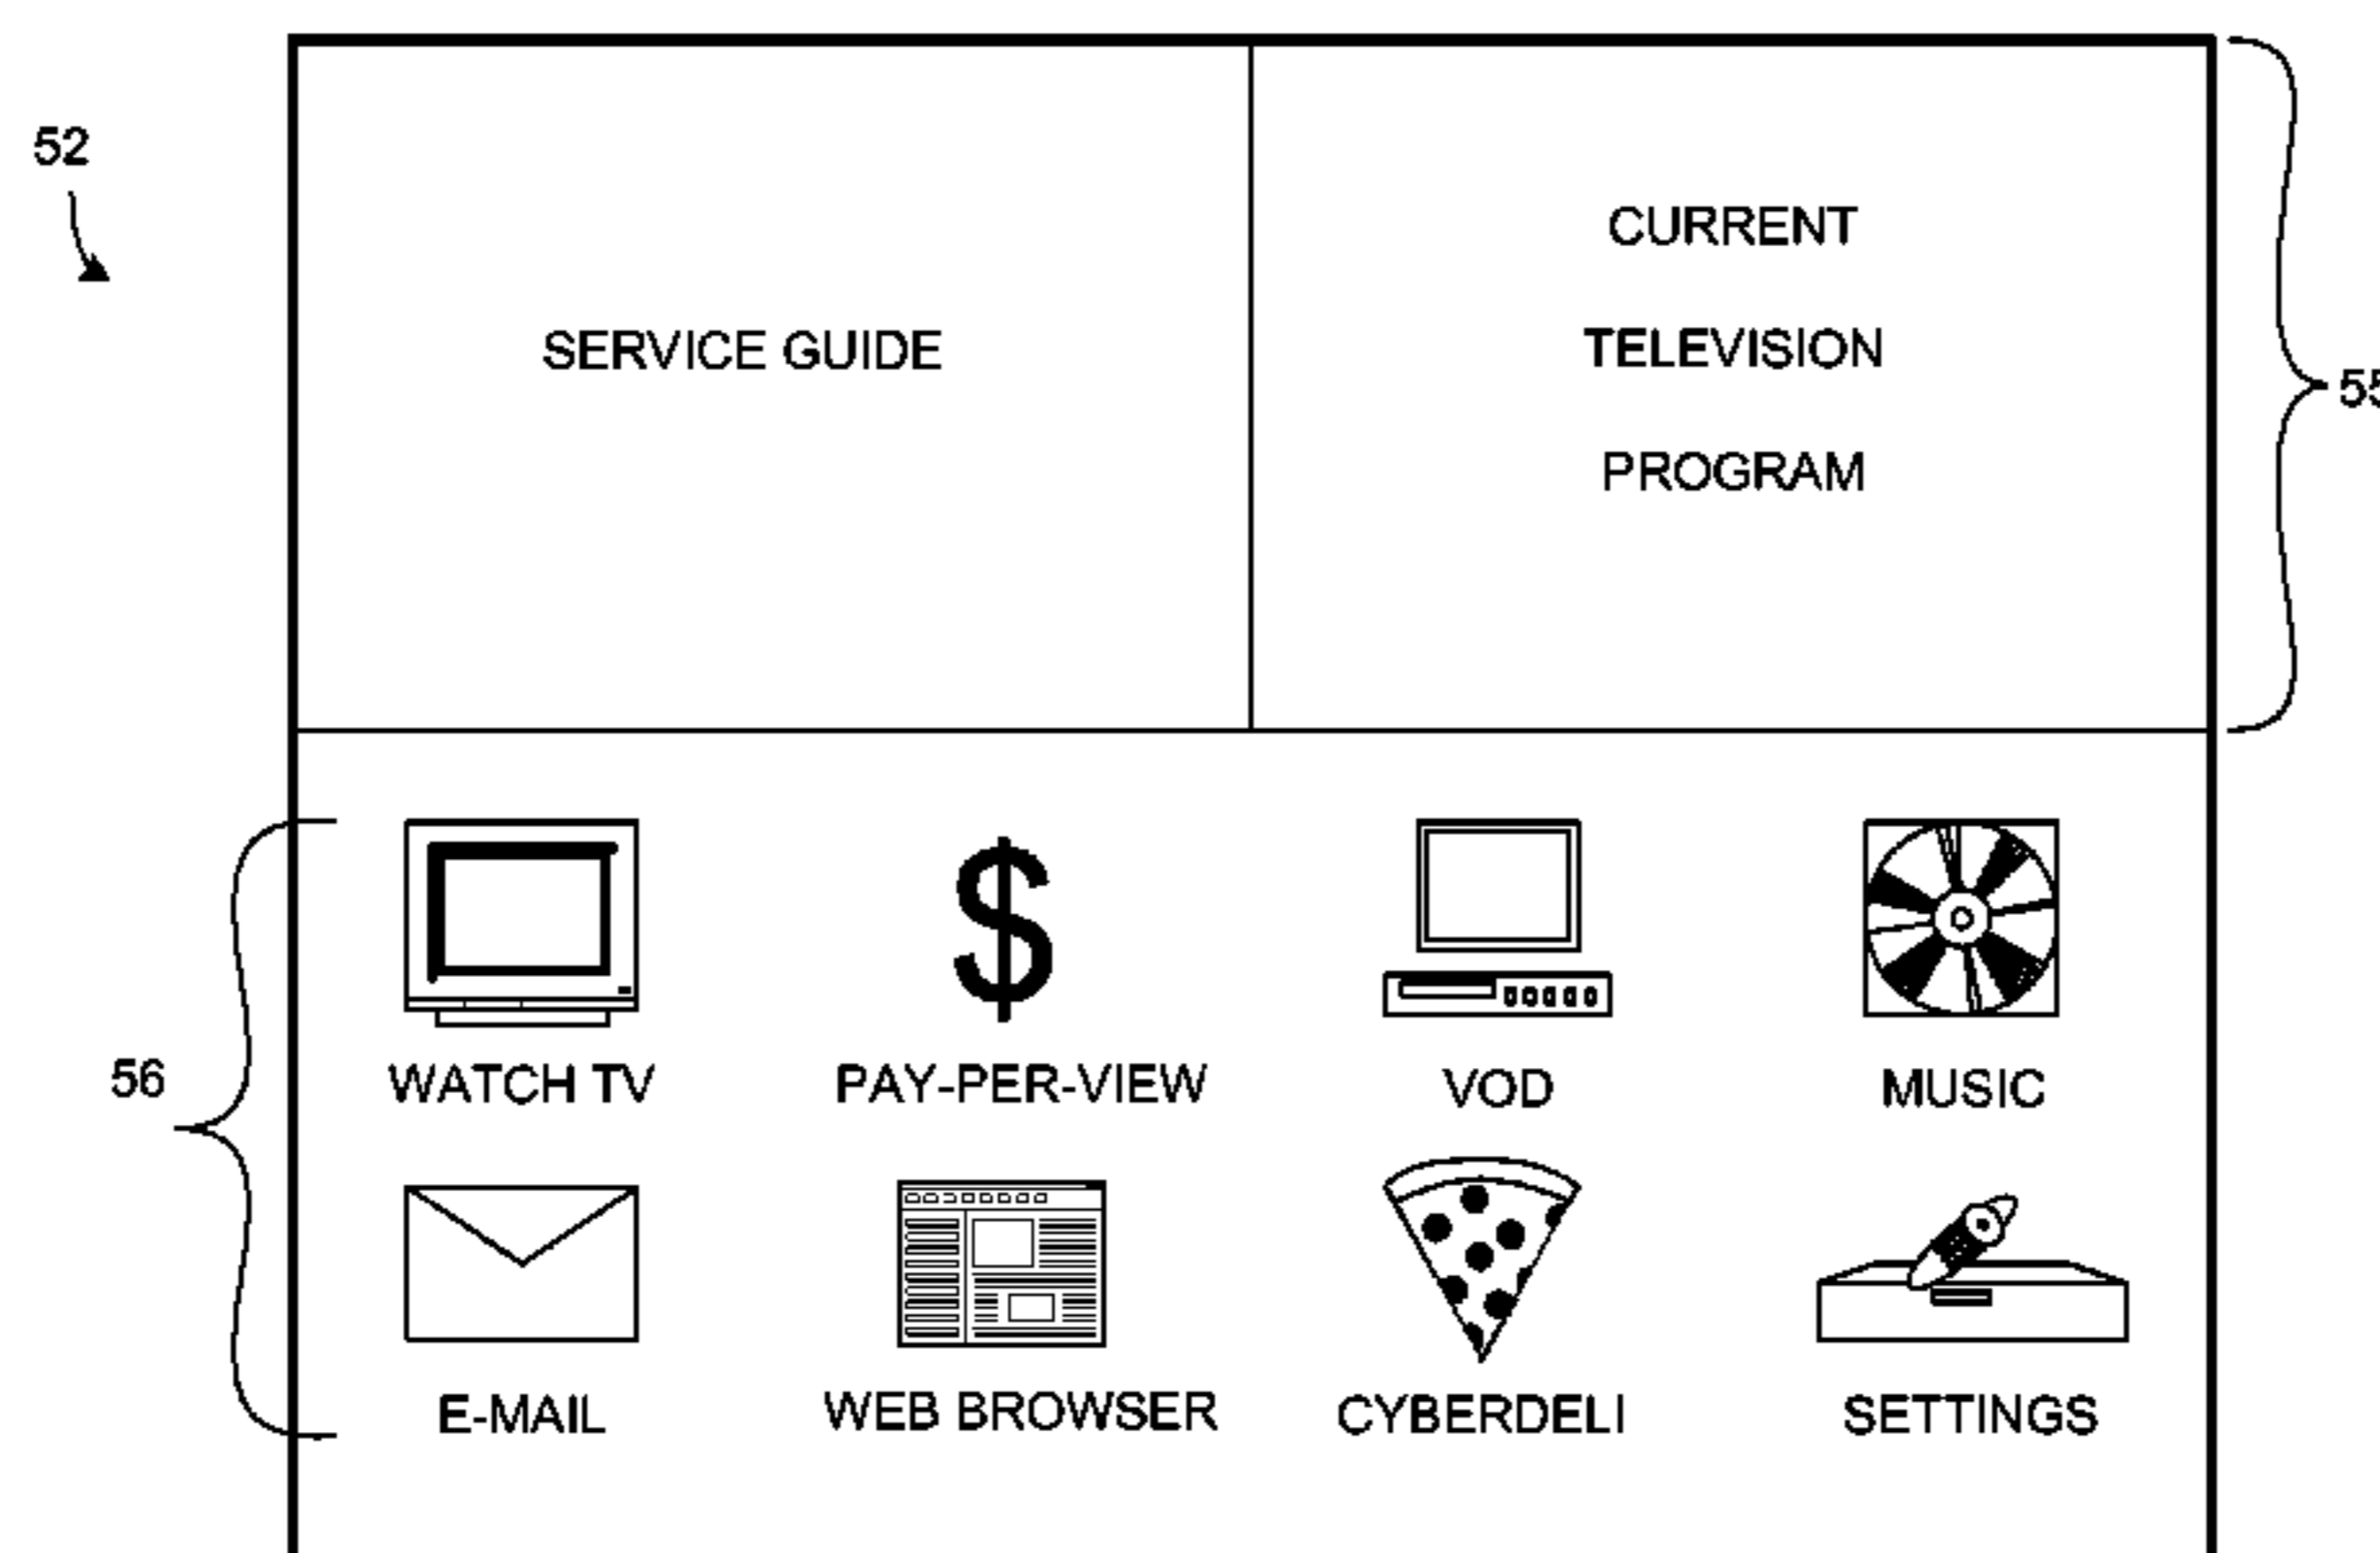 52
SERVICE GUIDE
CURRENT
TELEVISION
PROGRAM
55
56
$
WATCH TV
PAY-PER-VIEW
VOD
MUSIC
E-MAIL
WEB BROWSER
CYBERDELI
SETTINGS